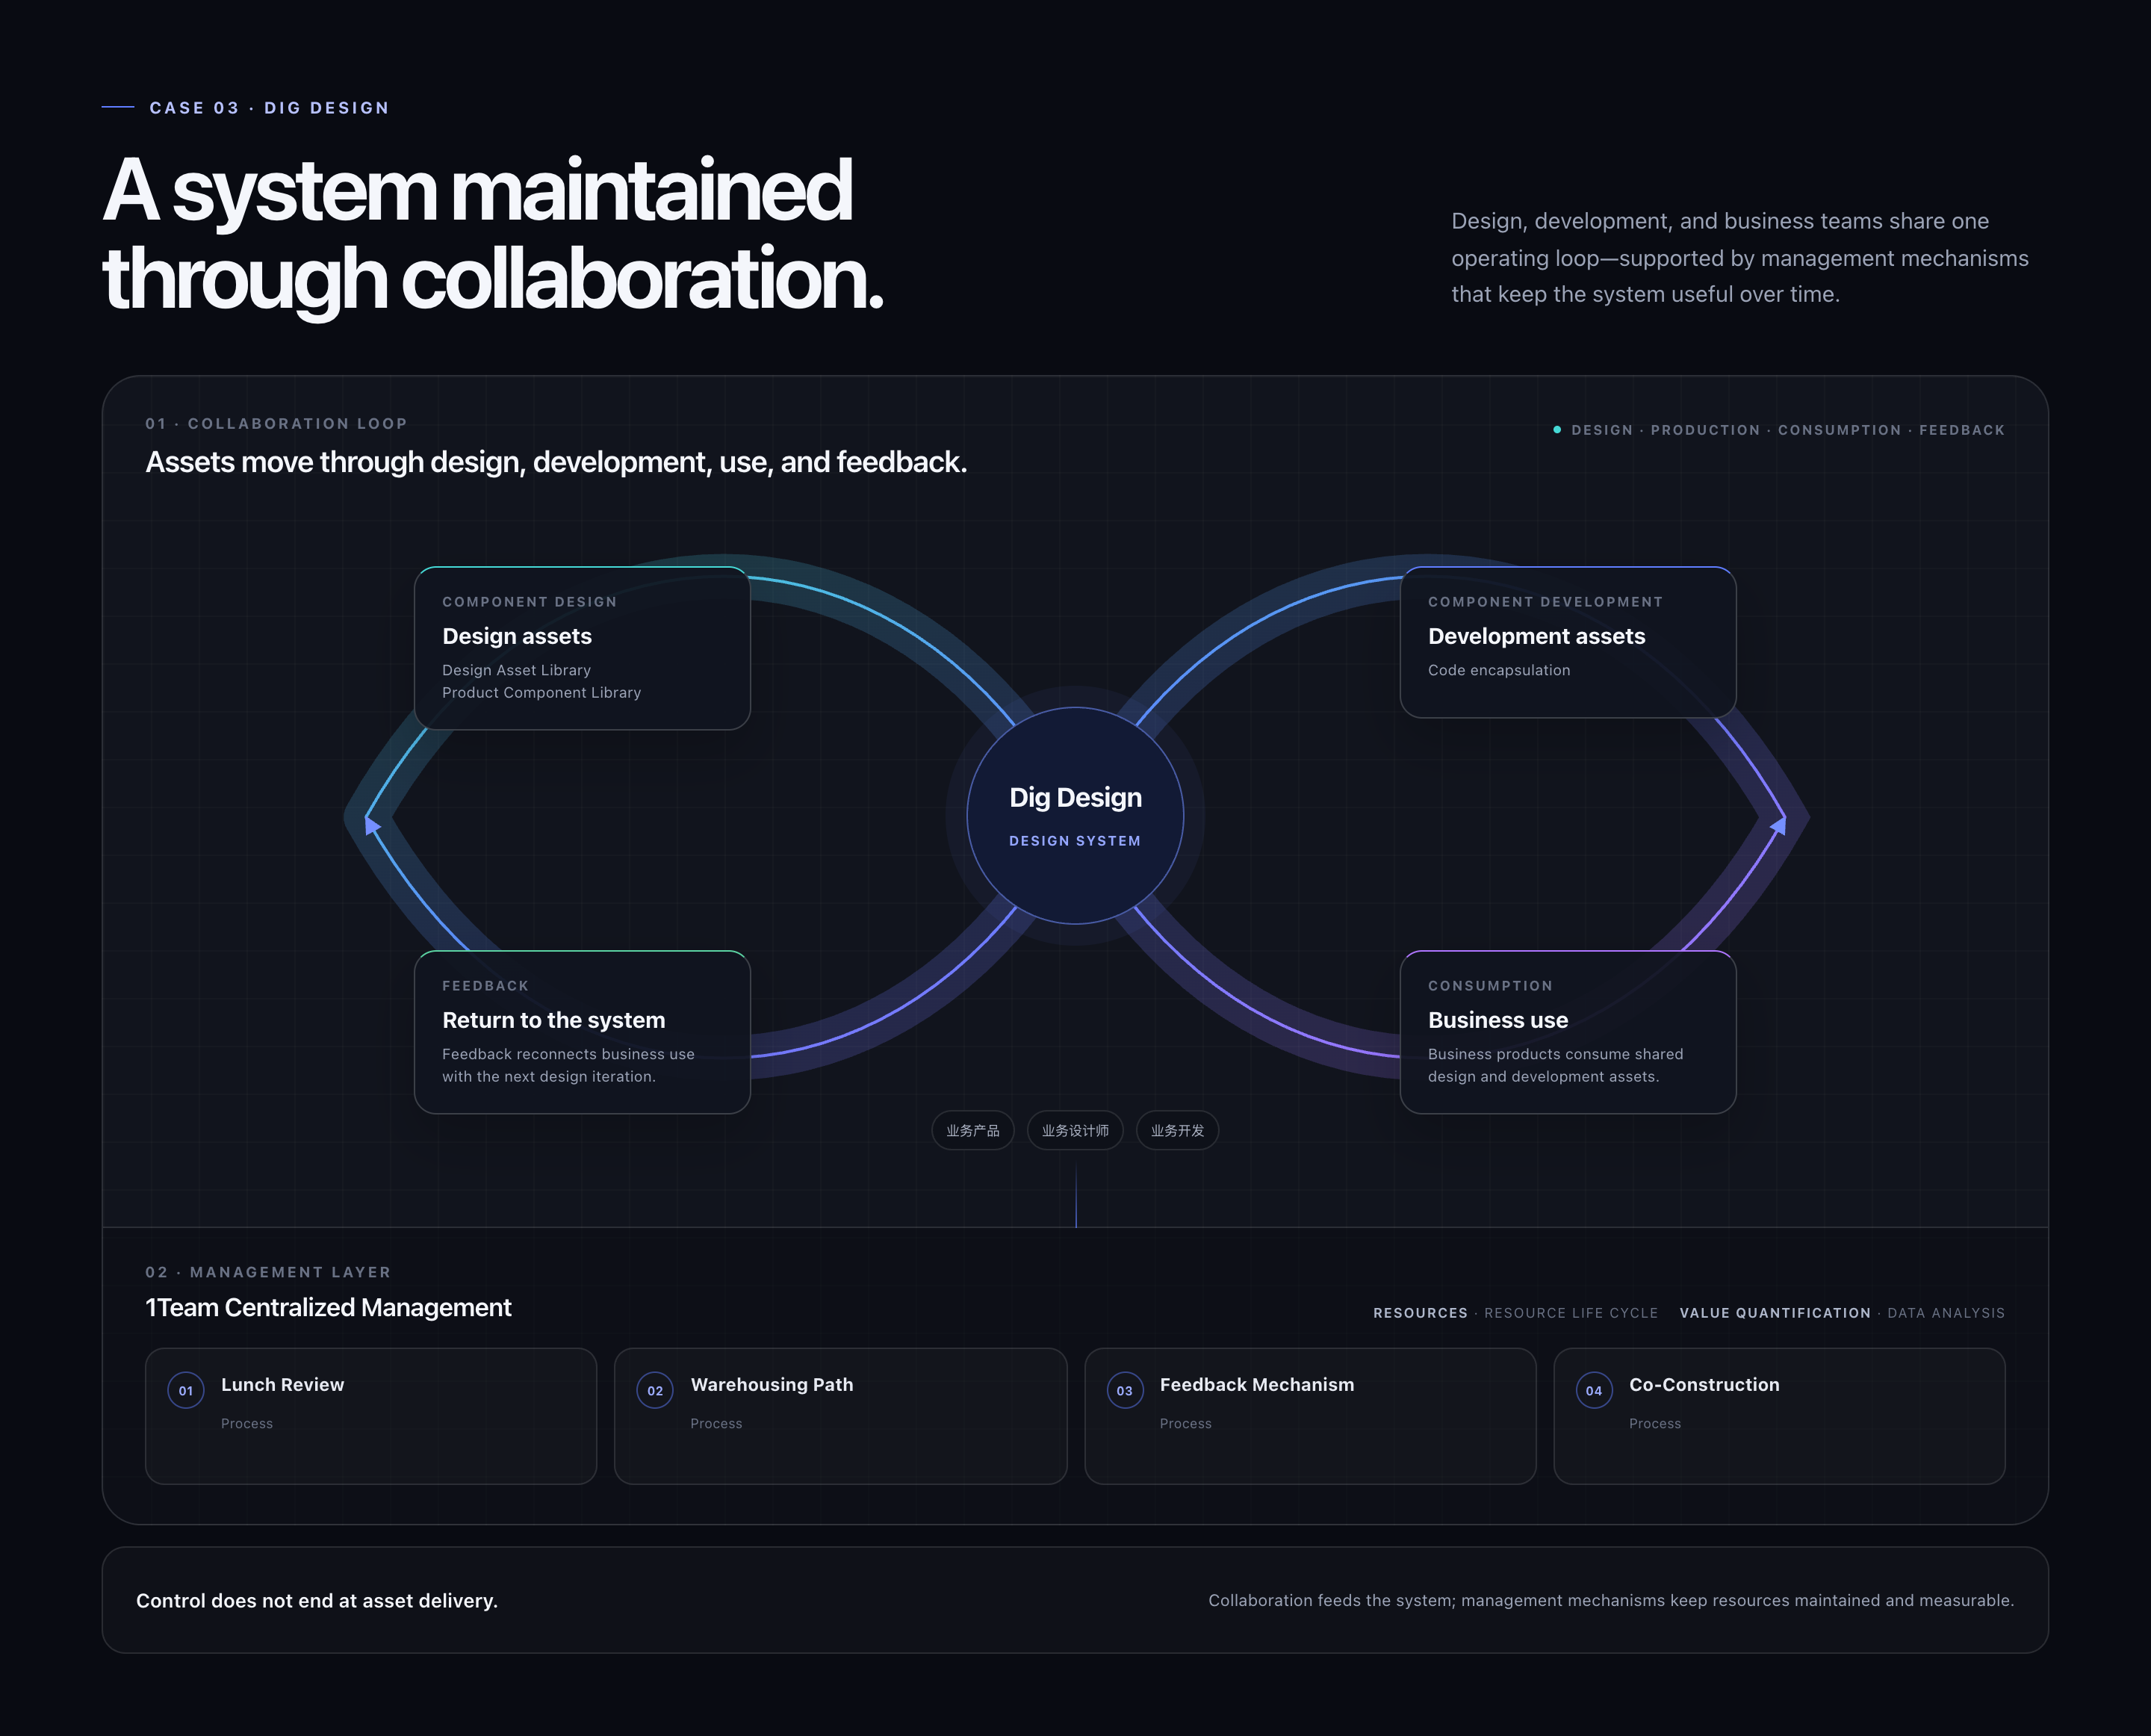 CASE 03 · DIG DESIGN
A system maintained
through collaboration.
Design, development, and business teams share one
operating loop—supported by management mechanisms
that keep the system useful over time.
01 · COLLABORATION LOOP
Assets move through design, development, use, and feedback.
DESIGN · PRODUCTION · CONSUMPTION · FEEDBACK
COMPONENT DESIGN
Design assets
Design Asset Library
Product Component Library
COMPONENT DEVELOPMENT
Development assets
Code encapsulation
Dig Design
DESIGN SYSTEM
FEEDBACK
Return to the system
Feedback reconnects business use
with the next design iteration.
CONSUMPTION
Business use
Business products consume shared
design and development assets.
业务产品
业务设计师
业务开发
02 · MANAGEMENT LAYER
1Team Centralized Management
RESOURCES · RESOURCE LIFE CYCLE
VALUE QUANTIFICATION · DATA ANALYSIS
01
Lunch Review
Process
02
Warehousing Path
Process
03
Feedback Mechanism
Process
04
Co-Construction
Process
Control does not end at asset delivery.
Collaboration feeds the system; management mechanisms keep resources maintained and measurable.